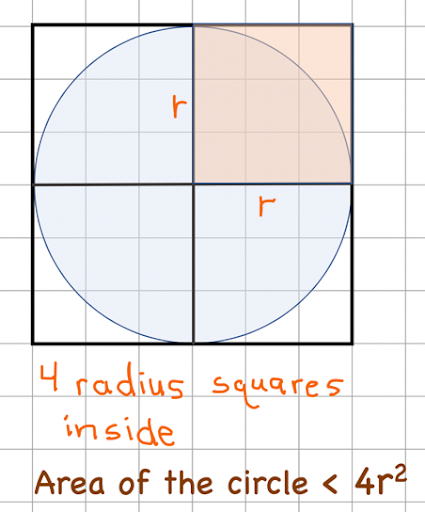 r
r
4 radius squares
inside
Area of the circle < 4r²